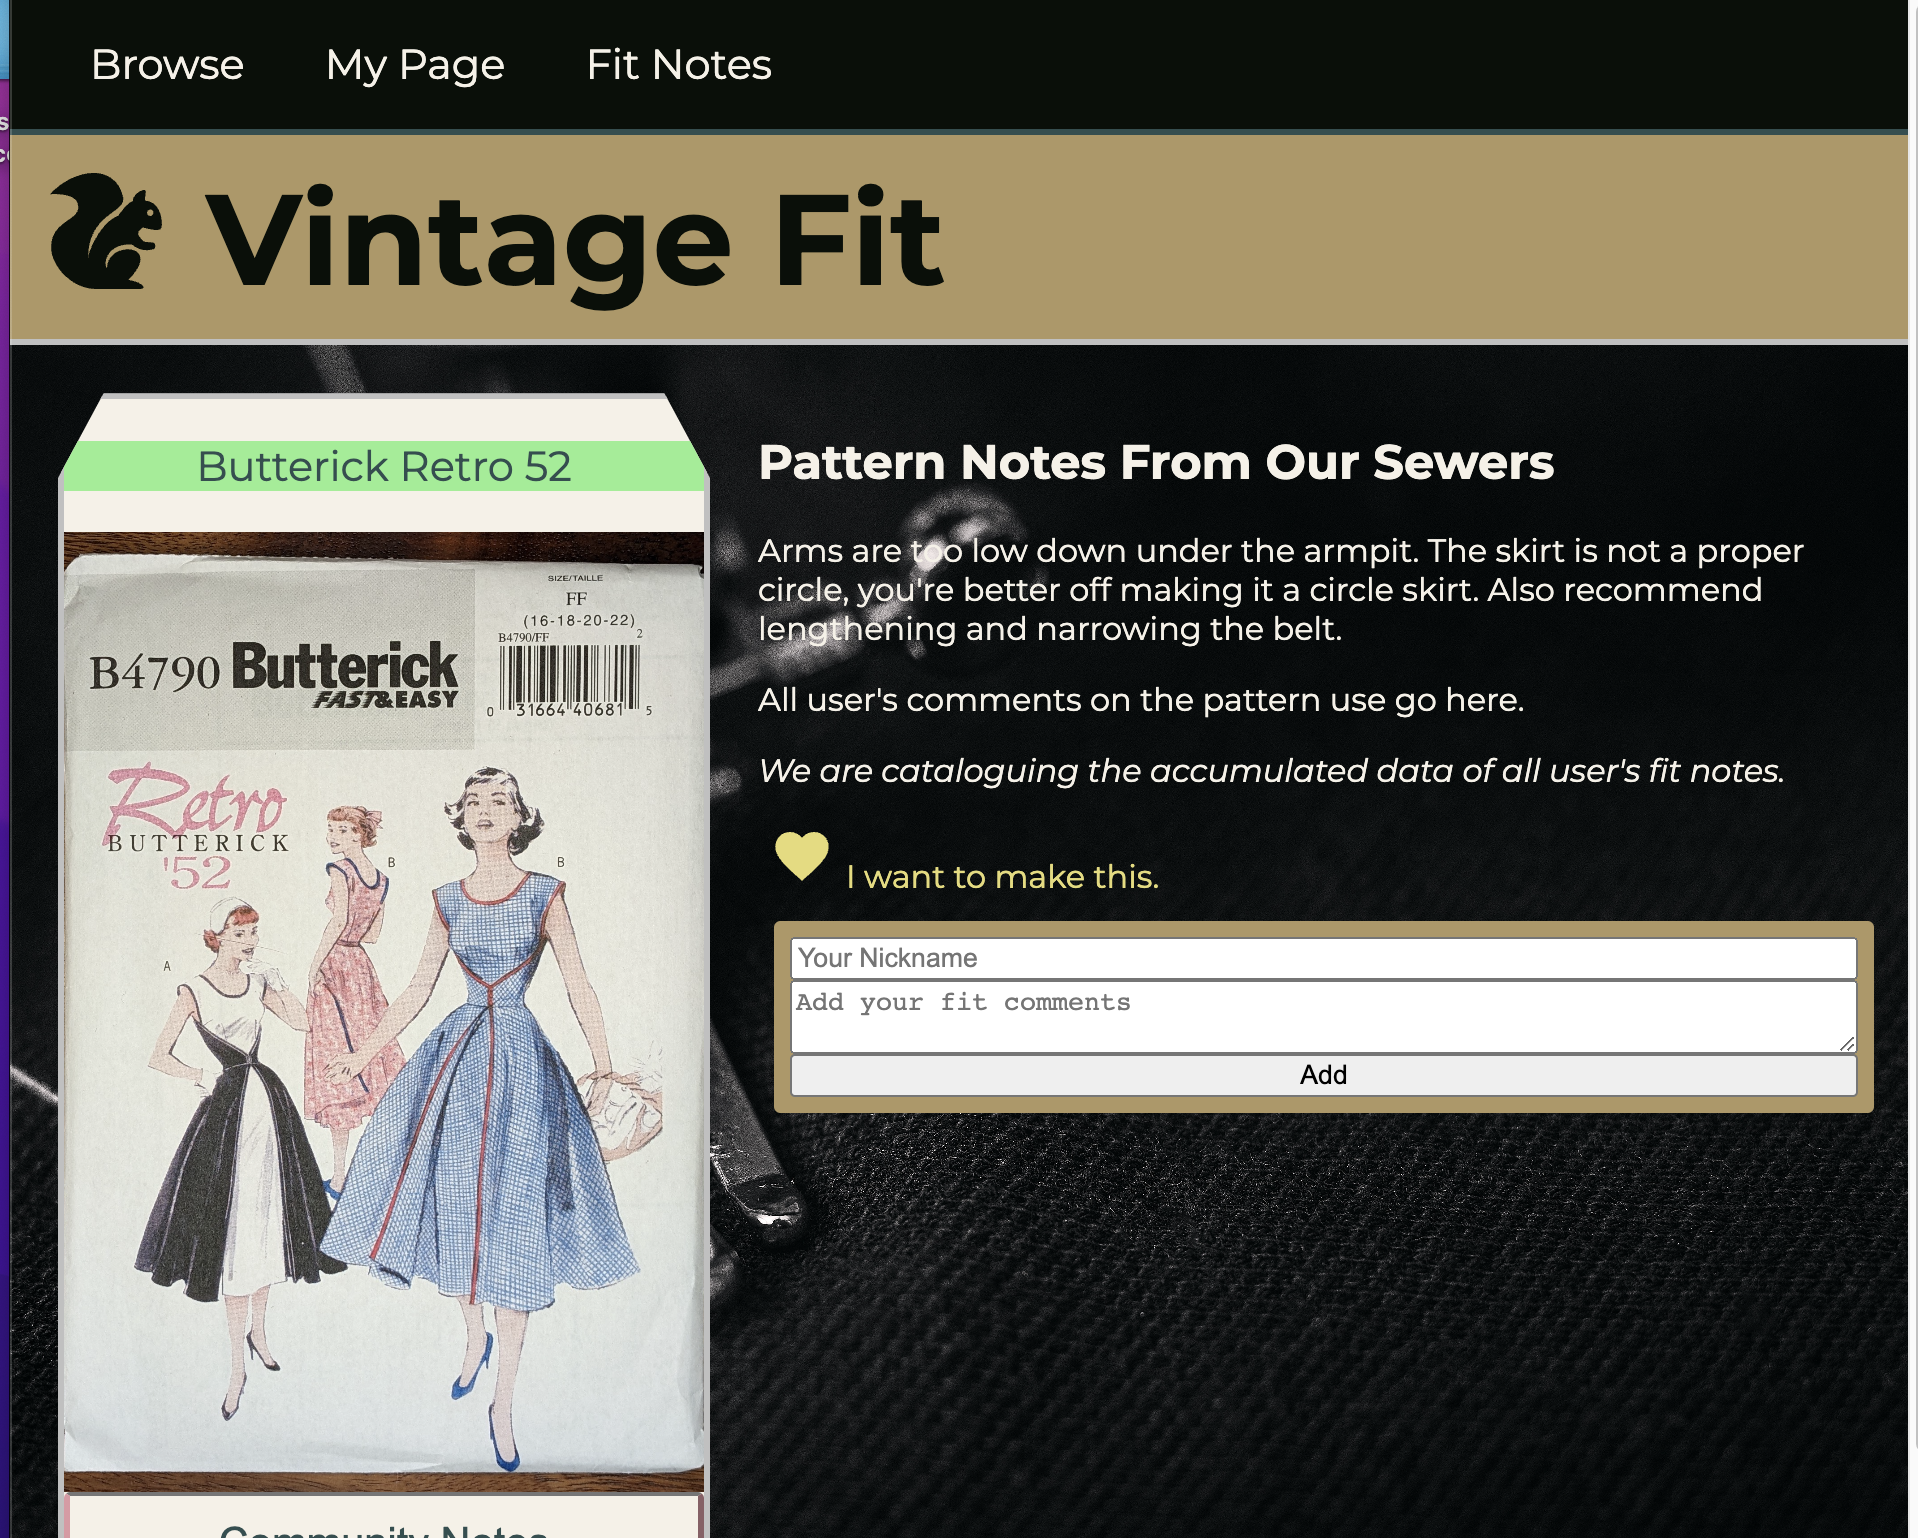 Browse My Page Fit Notes
Vintage Fit
Butterick Retro 52
SIZE/TAILLE
FF
(16-18-20-22)
B4790/FF 2
B4790 Butterick
FAST&EASY
0 31664 40681 5
Retro
BUTTERICK
'52
B
B
A
Community Notes
Pattern Notes From Our Sewers
Arms are too low down under the armpit. The skirt is not a proper
circle, you're better off making it a circle skirt. Also recommend
lengthening and narrowing the belt.
All user's comments on the pattern use go here.
We are cataloguing the accumulated data of all user's fit notes.
I want to make this.
Your Nickname
Add your fit comments
Add